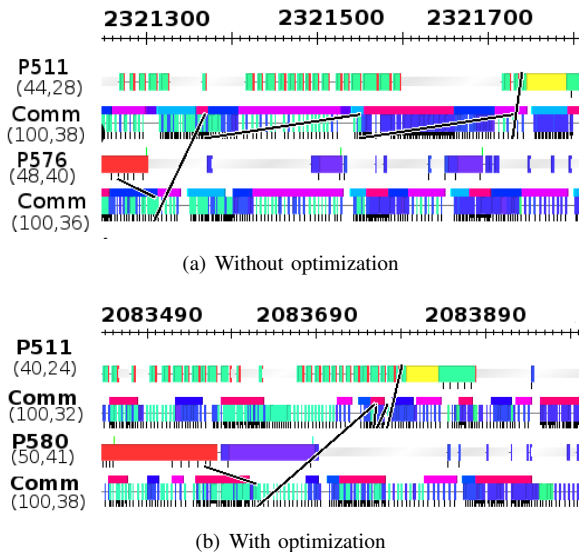 2321300 2321500 2321700
P511
(44,28)
Comm
(100,38)
P576
(48,40)
Comm
(100,36)
(a) Without optimization
2083490 2083690 2083890
P511
(40,24)
Comm
(100,32)
P580
(50,41)
Comm
(100,38)
(b) With optimization